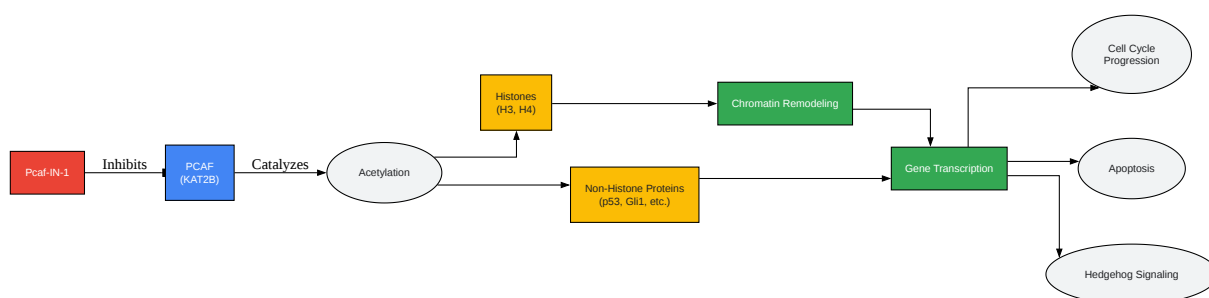 Pcaf-IN-1
Inhibits
PCAF
(KAT2B)
Catalyzes
Acetylation
Histones
(H3, H4)
Non-Histone Proteins
(p53, Gli1, etc.)
Chromatin Remodeling
Gene Transcription
Cell Cycle
Progression
Apoptosis
Hedgehog Signaling